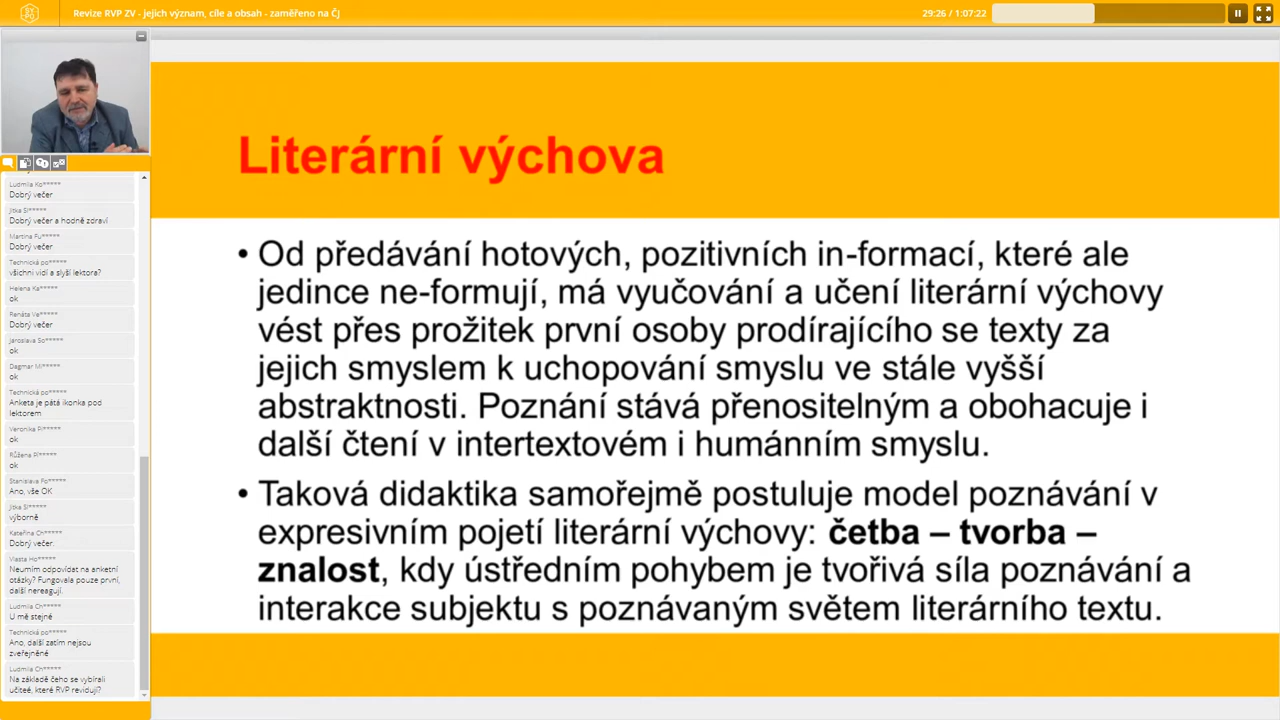 Revize RVP ZV - jejich význam, cíle a obsah - zaměřeno na ČJ
29:26 / 1:07:22
Ludmila Ko*****
Dobrý večer
Jitka Sl*****
Dobrý večer a hodně zdraví
Martina Fu*****
Dobrý večer
Technická po*****
všichni vidí a slyší lektora?
Helena Ka*****
ok
Renáta Ve*****
Dobrý večer
Jaroslava So*****
ok
Dagmar Mi*****
ok
Technická po*****
Anketa je pátá ikonka pod
lektorem
Veronika Pl*****
ok
Růžena Pí*****
ok
Stanislava Po*****
Ano, vše OK
Jitka Sl*****
výborně
Kateřina Ch*****
Dobrý večer.
Vlasta Ho*****
Neumím odpovídat na anketní
otázky? Fungovala pouze první,
další nereagují.
Ludmila Ch*****
U mě stejné
Technická po*****
Ano, další zatím nejsou
zveřejněné
Ludmila Ch*****
Na základě čeho se vybírali
učiteé, které RVP revidují?
Literární výchova
• Od předávání hotových, pozitivních in-formací, které ale
jedince ne-formují, má vyučování a učení literární výchovy
vést přes prožitek první osoby prodírajícího se texty za
jejich smyslem k uchopování smyslu ve stále vyšší
abstraktnosti. Poznání stává přenositelným a obohacuje i
další čtení v intertextovém i humánním smyslu.
• Taková didaktika samořejmě postuluje model poznávání v
expresivním pojetí literární výchovy: četba – tvorba –
znalost, kdy ústředním pohybem je tvořivá síla poznávání a
interakce subjektu s poznávaným světem literárního textu.